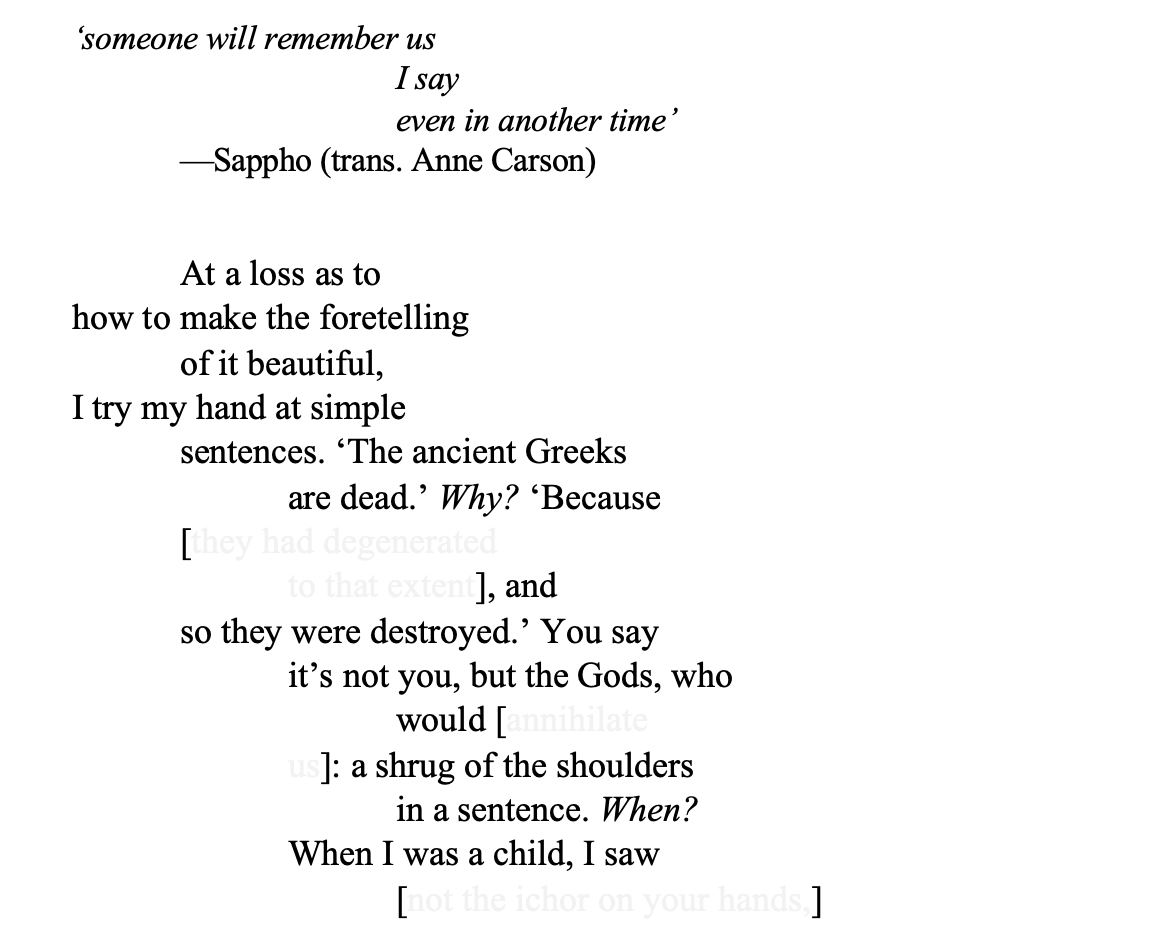 ‘someone will remember us
I say
even in another time’
—Sappho (trans. Anne Carson)
At a loss as to
how to make the foretelling
of it beautiful,
I try my hand at simple
sentences. ‘The ancient Greeks
are dead.’ Why? ‘Because
[they had degenerated
to that extent], and
so they were destroyed.’ You say
it’s not you, but the Gods, who
would [annihilate
us]: a shrug of the shoulders
in a sentence. When?
When I was a child, I saw
[not the ichor on your hands,]